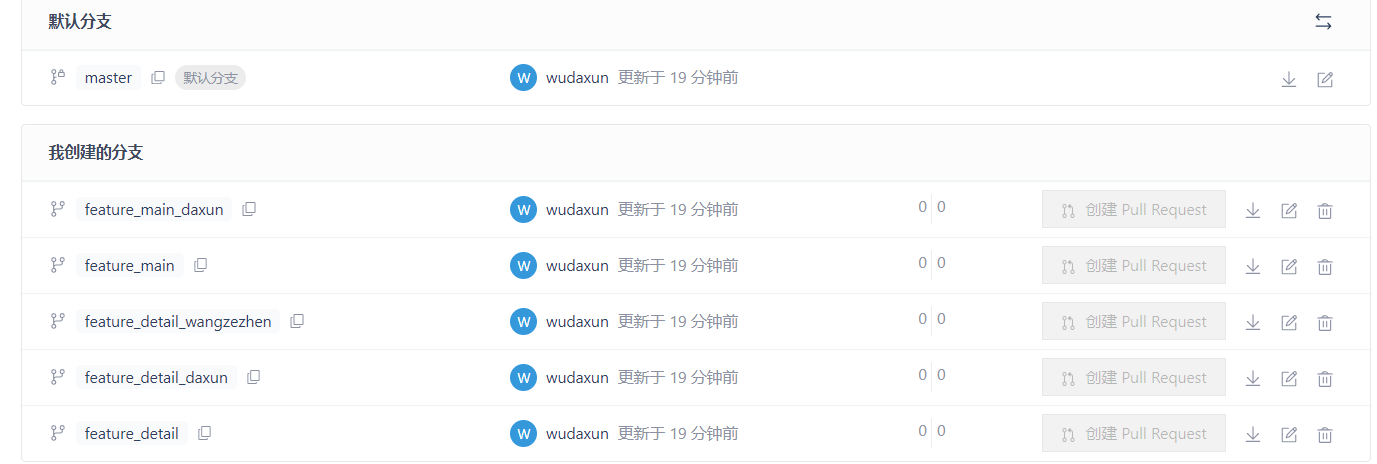 默认分支
master 默认分支 W wudaxun 更新于 19 分钟前
我创建的分支
feature_main_daxun W wudaxun 更新于 19 分钟前 0 0 创建 Pull Request
feature_main W wudaxun 更新于 19 分钟前 0 0 创建 Pull Request
feature_detail_wangzezhen W wudaxun 更新于 19 分钟前 0 0 创建 Pull Request
feature_detail_daxun W wudaxun 更新于 19 分钟前 0 0 创建 Pull Request
feature_detail W wudaxun 更新于 19 分钟前 0 0 创建 Pull Request